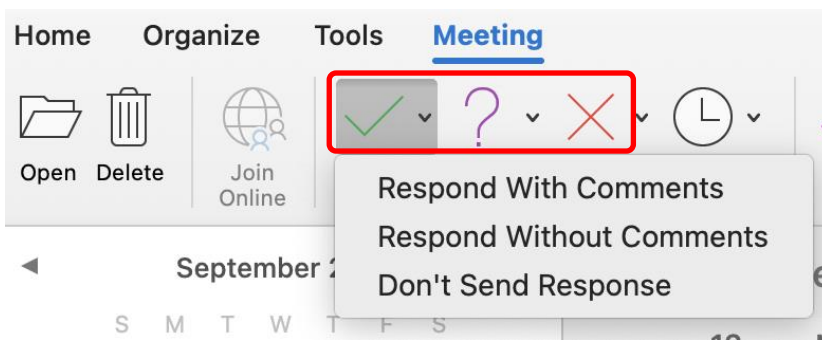 Home Organize Tools Meeting
Open Delete Join Online
Respond With Comments
Respond Without Comments
Don't Send Response
September
S M T W T F S